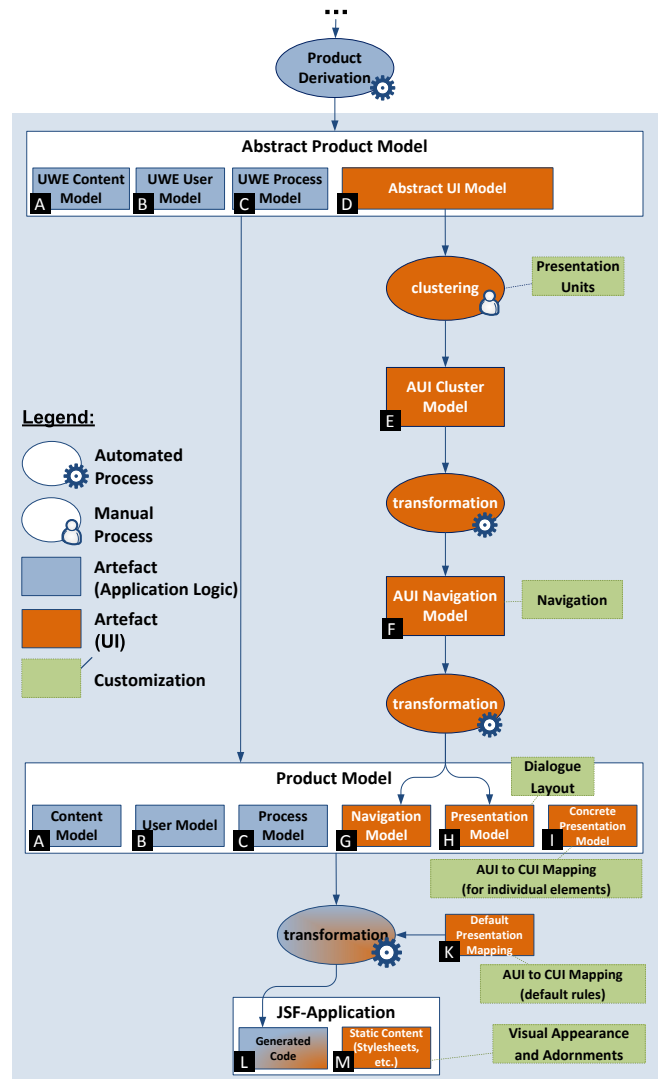 ...
Product
Derivation
Abstract Product Model
UWE Content
Model
A
UWE User
Model
B
UWE Process
Model
C
Abstract UI Model
D
clustering
Presentation
Units
AUI Cluster
Model
E
Legend:
Automated
Process
Manual
Process
Artefact
(Application Logic)
Artefact
(UI)
Customization
transformation
AUI Navigation
Model
F
Navigation
transformation
Dialogue
Layout
Product Model
Content
Model
A
User Model
B
Process
Model
C
Navigation
Model
G
Presentation
Model
H
Concrete
Presentation
Model
I
AUI to CUI Mapping
(for individual elements)
transformation
Default
Presentation
Mapping
K
AUI to CUI Mapping
(default rules)
JSF-Application
Generated
Code
L
Static Content
(Stylesheets,
etc.)
M
Visual Appearance
and Adornments